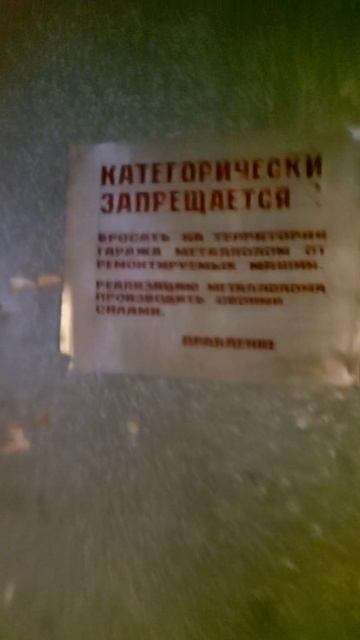 КАТЕГОРИЧЕСКИ
ЗАПРЕЩАЕТСЯ
БРОСАТЬ НА ТЕРРИТОРИИ
ГАРАЖА МЕТАЛЛОЛОМ ОТ
РЕМОНТИРУЕМЫХ МАШИН.
РЕАЛИЗАЦИЮ МЕТАЛЛОЛОМА
ПРОИЗВОДИТЬ СВОИМИ
СИЛАМИ.
ПРАВЛЕНИЕ